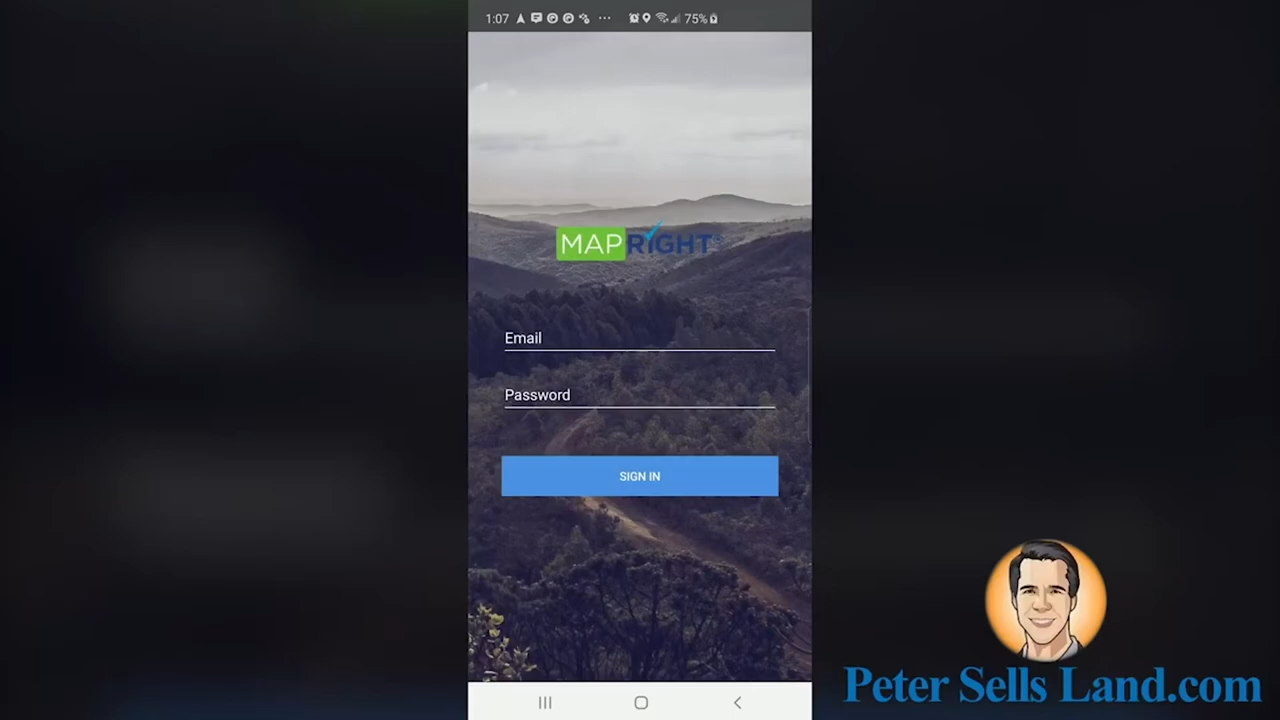 1:07
75%
MAPRIGHT
Email
Password
SIGN IN
Peter Sells Land.com